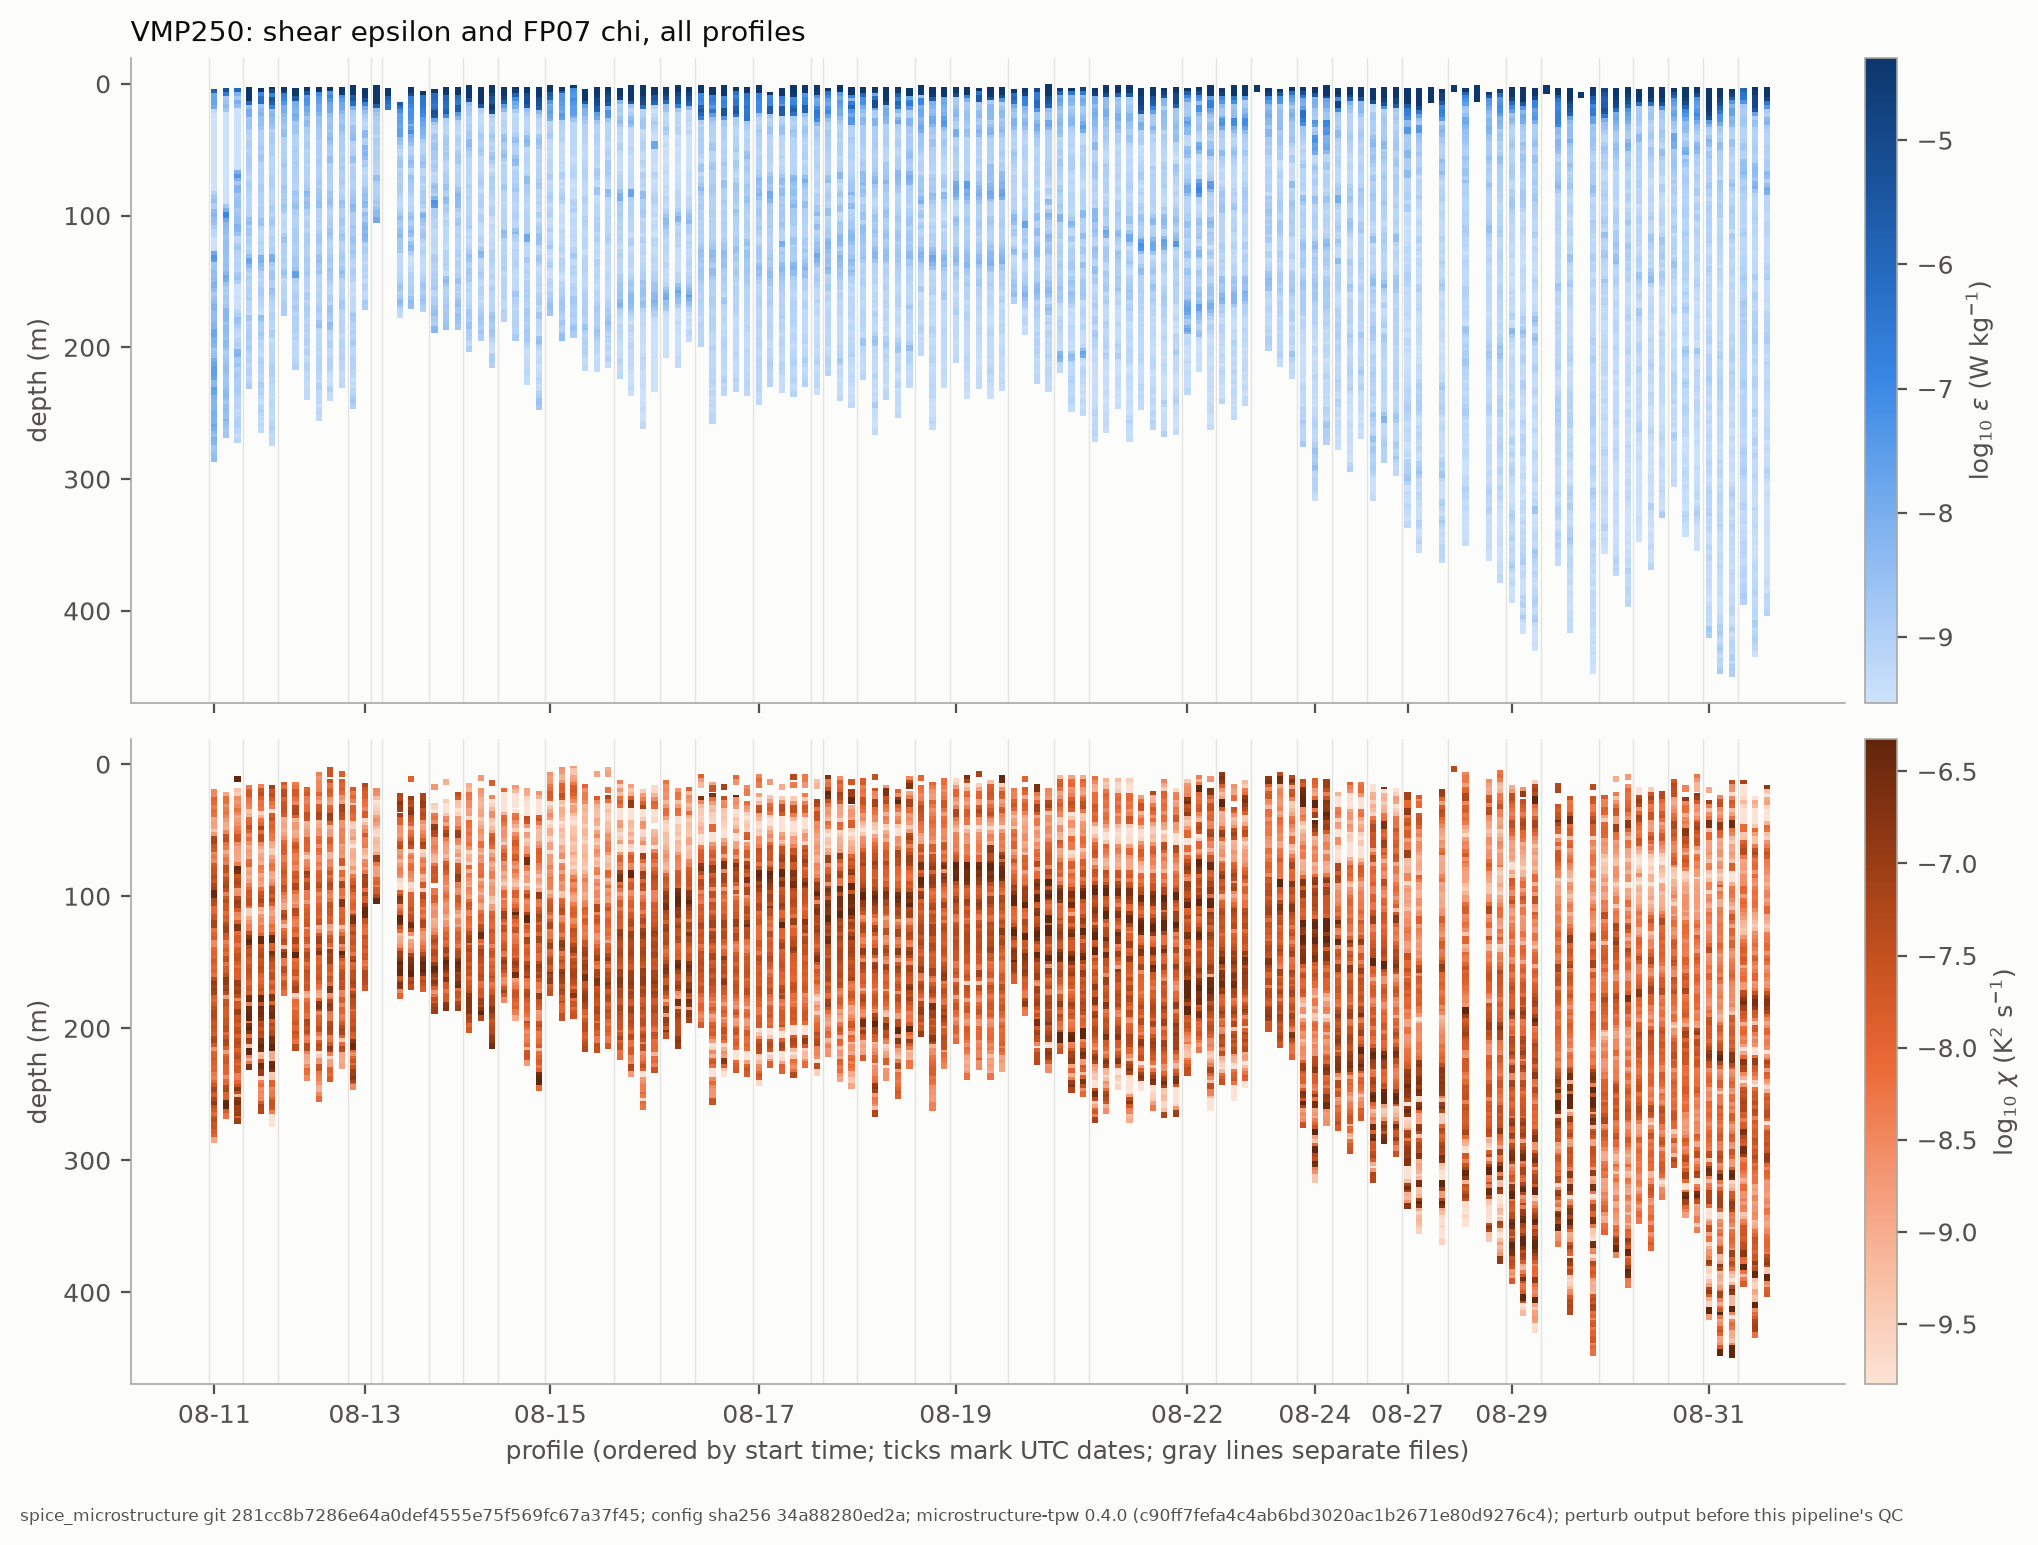 VMP250: shear epsilon and FP07 chi, all profiles
0
100
200
300
400
depth (m)
−5
−6
−7
−8
−9
log₁₀ ε (W kg⁻¹)
0
100
200
300
400
depth (m)
−6.5
−7.0
−7.5
−8.0
−8.5
−9.0
−9.5
log₁₀ χ (K² s⁻¹)
08-11 08-13 08-15 08-17 08-19 08-22 08-24 08-27 08-29 08-31
profile (ordered by start time; ticks mark UTC dates; gray lines separate files)
spice_microstructure git 281cc8b7286e64a0def4555e75f569fc67a37f45; config sha256 34a88280ed2a; microstructure-tpw 0.4.0 (c90ff7fefa4c4ab6bd3020ac1b2671e80d9276c4); perturb output before this pipeline's QC